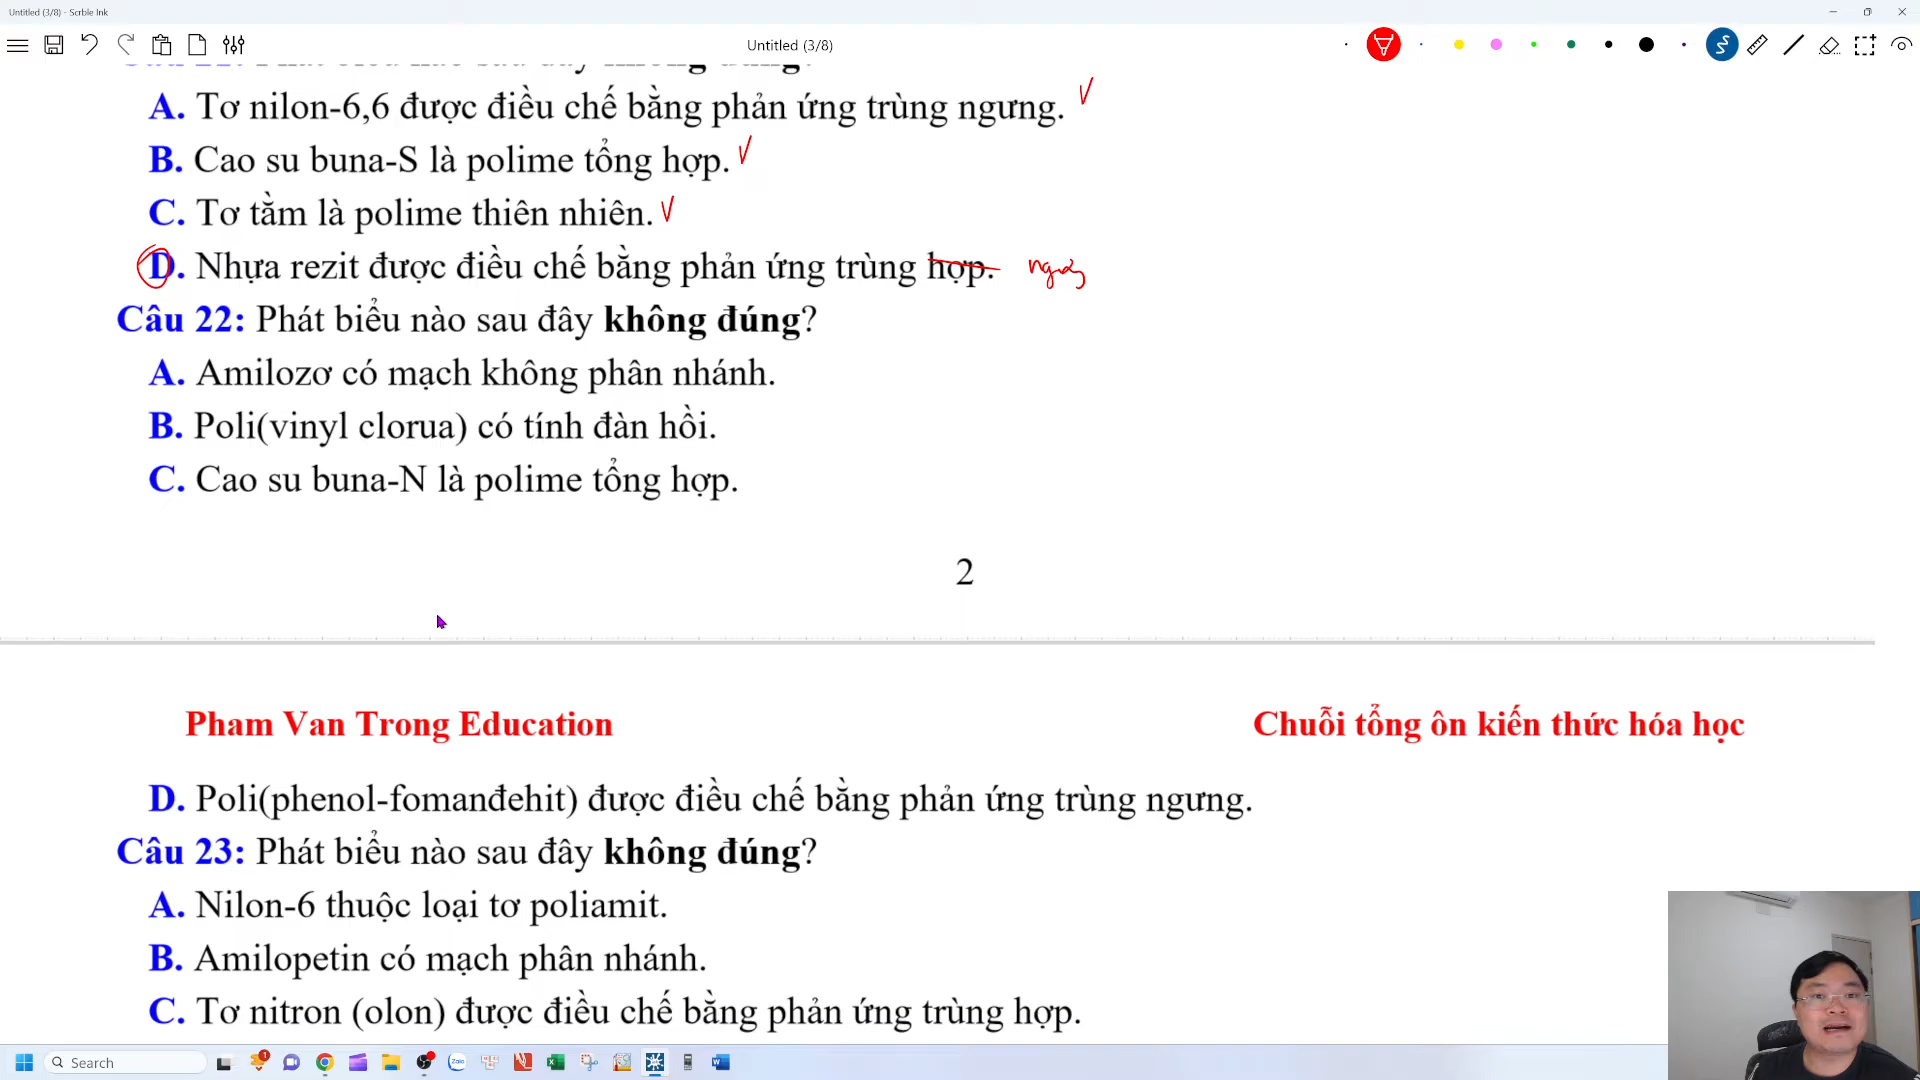 Untitled (3/8) - Scrble Ink
Untitled (3/8)
A. Tơ nilon-6,6 được điều chế bằng phản ứng trùng ngưng.
B. Cao su buna-S là polime tổng hợp.
C. Tơ tằm là polime thiên nhiên.
D. Nhựa rezit được điều chế bằng phản ứng trùng hợp. ngưng
Câu 22: Phát biểu nào sau đây không đúng?
A. Amilozơ có mạch không phân nhánh.
B. Poli(vinyl clorua) có tính đàn hồi.
C. Cao su buna-N là polime tổng hợp.
2
Pham Van Trong Education Chuỗi tổng ôn kiến thức hóa học
D. Poli(phenol-fomanđehit) được điều chế bằng phản ứng trùng ngưng.
Câu 23: Phát biểu nào sau đây không đúng?
A. Nilon-6 thuộc loại tơ poliamit.
B. Amilopetin có mạch phân nhánh.
C. Tơ nitron (olon) được điều chế bằng phản ứng trùng hợp.
Search 1 Zalo